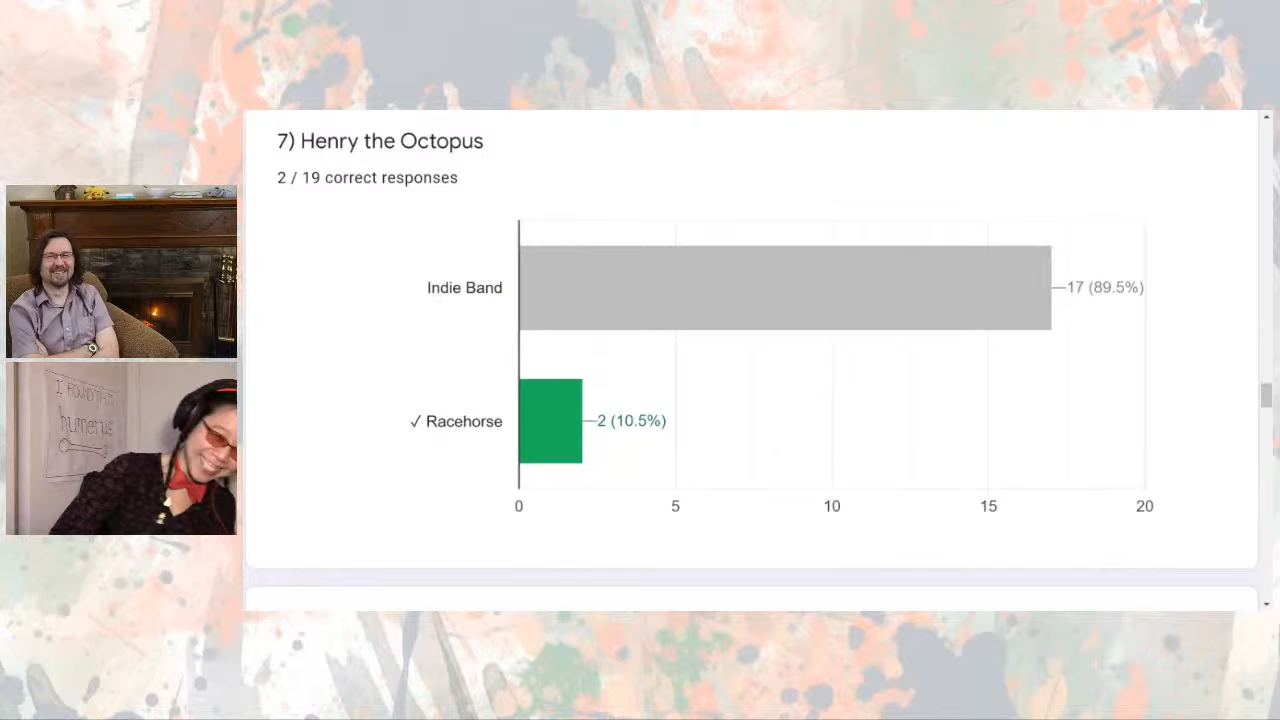 7) Henry the Octopus
2 / 19 correct responses
Indie Band
17 (89.5%)
✓ Racehorse
2 (10.5%)
0 5 10 15 20
I FOUND THIS
humerus